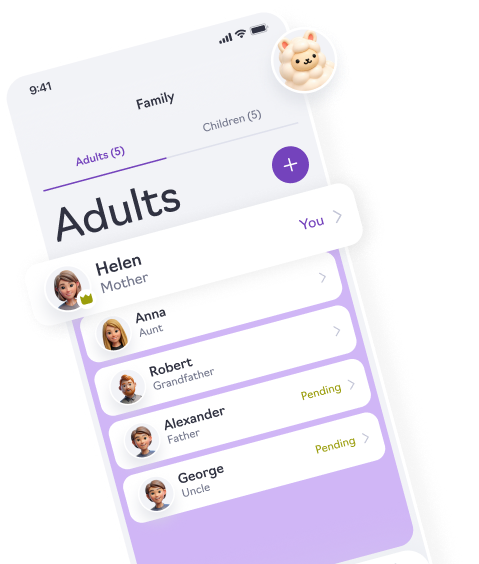 9:41
Family
Adults (5)
Children (5)
Adults
Helen
Mother
You
Anna
Aunt
Robert
Grandfather
Alexander
Father
Pending
George
Uncle
Pending